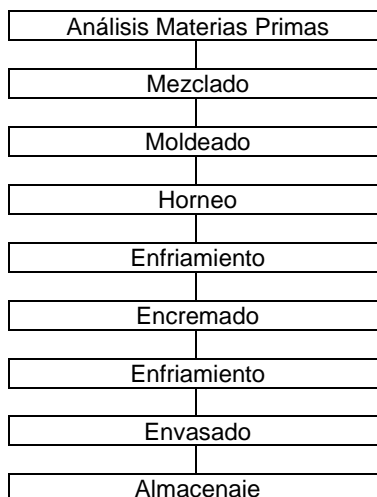 Análisis Materias Primas
Mezclado
Moldeado
Horneo
Enfriamiento
Encremado
Enfriamiento
Envasado
Almacenaje